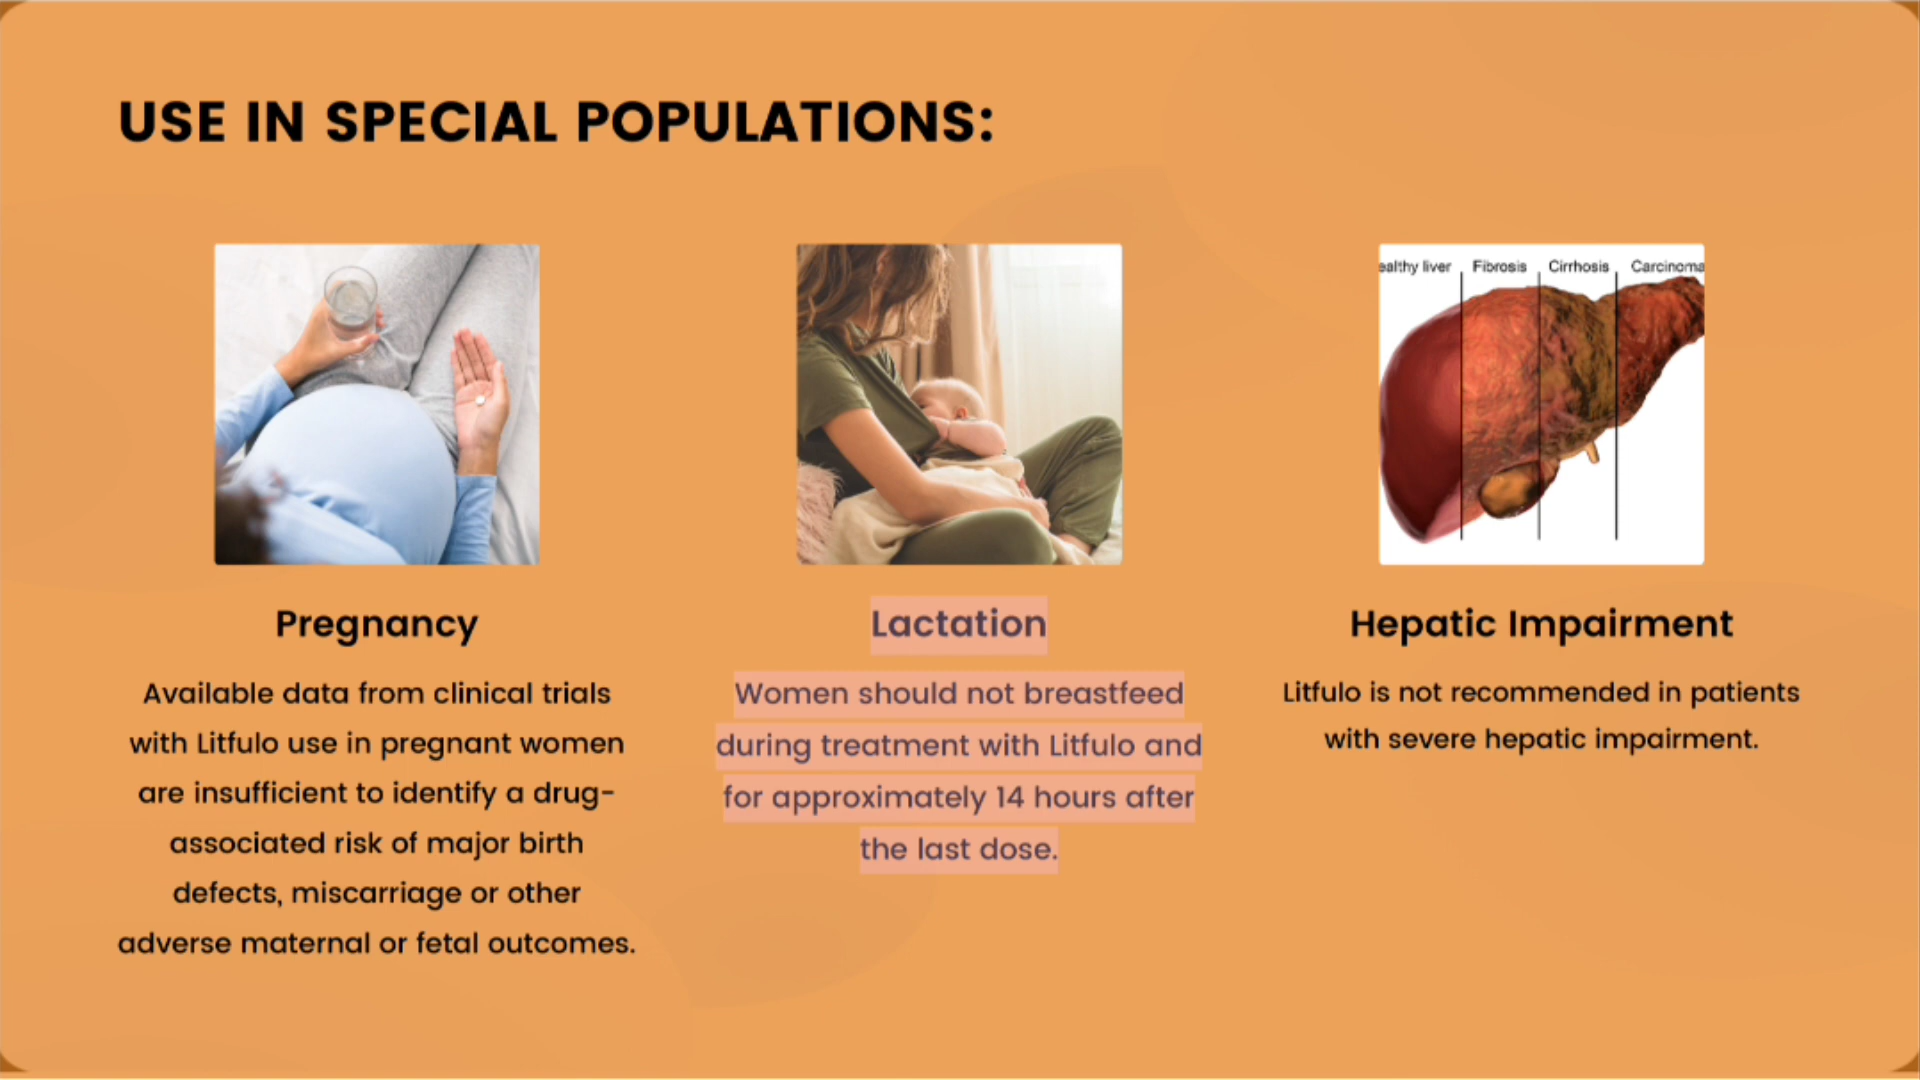 USE IN SPECIAL POPULATIONS:
ealthy liver Fibrosis Cirrhosis Carcinoma
Pregnancy
Available data from clinical trials
with Litfulo use in pregnant women
are insufficient to identify a drug-
associated risk of major birth
defects, miscarriage or other
adverse maternal or fetal outcomes.
Lactation
Women should not breastfeed
during treatment with Litfulo and
for approximately 14 hours after
the last dose.
Hepatic Impairment
Litfulo is not recommended in patients
with severe hepatic impairment.